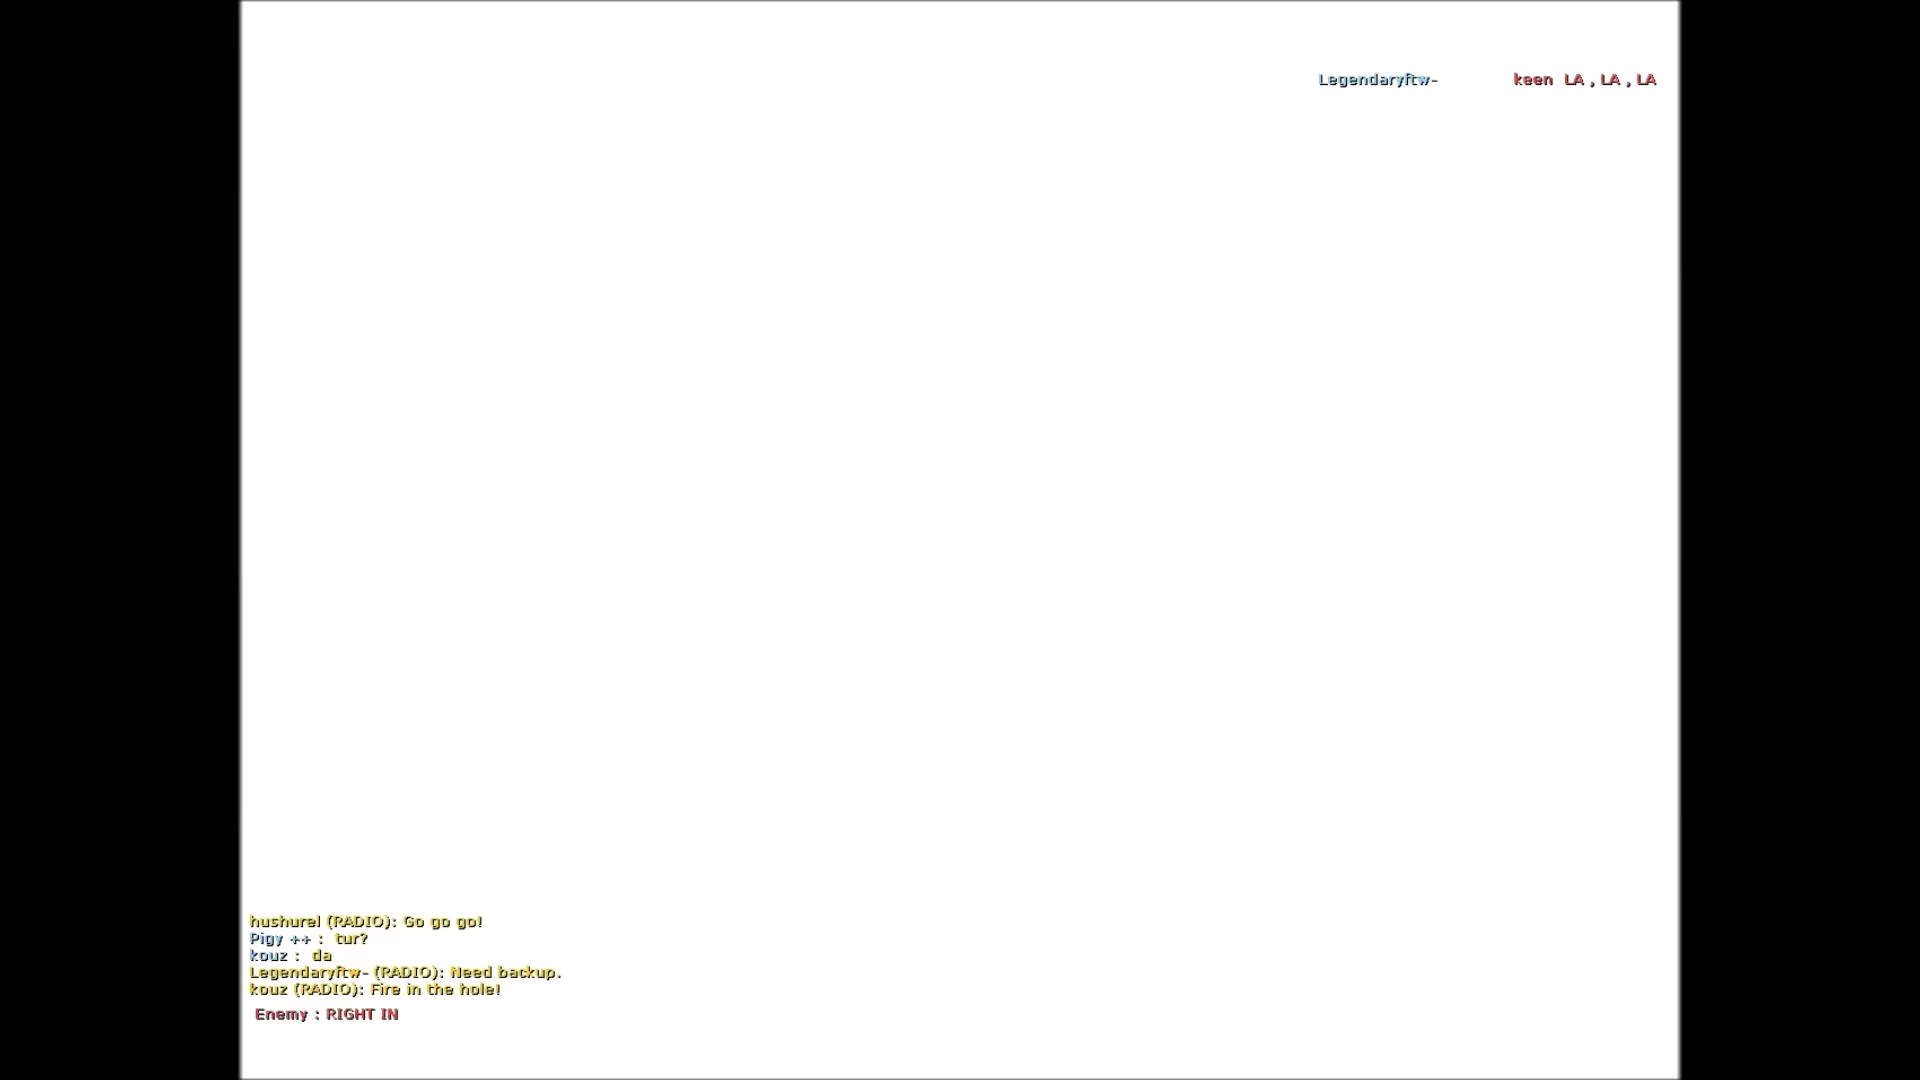 Legendaryftw- keen LA , LA , LA
hushurel (RADIO): Go go go!
Pigy ++ : tur?
kouz : da
Legendaryftw- (RADIO): Need backup.
kouz (RADIO): Fire in the hole!
Enemy : RIGHT IN